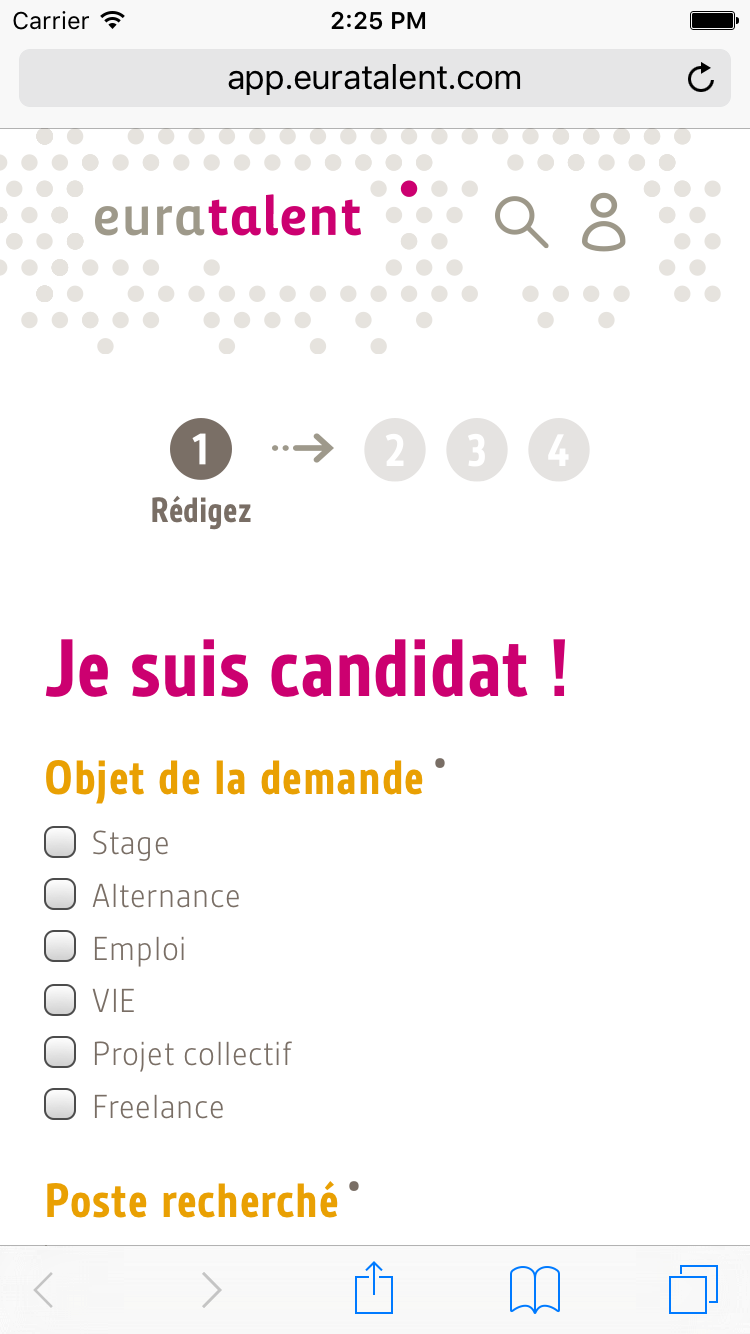 Carrier 2:25 PM
app.euratalent.com
euratalent
1 2 3 4
Rédigez
Je suis candidat !
Objet de la demande
Stage
Alternance
Emploi
VIE
Projet collectif
Freelance
Poste recherché